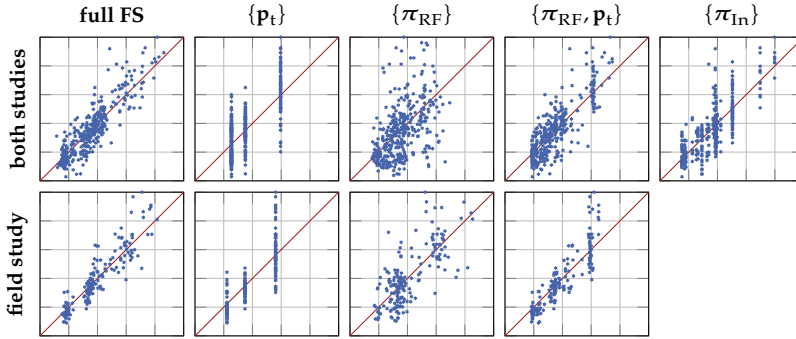 full FS {p_t} {π_RF} {π_RF, p_t} {π_In}
both studies
field study